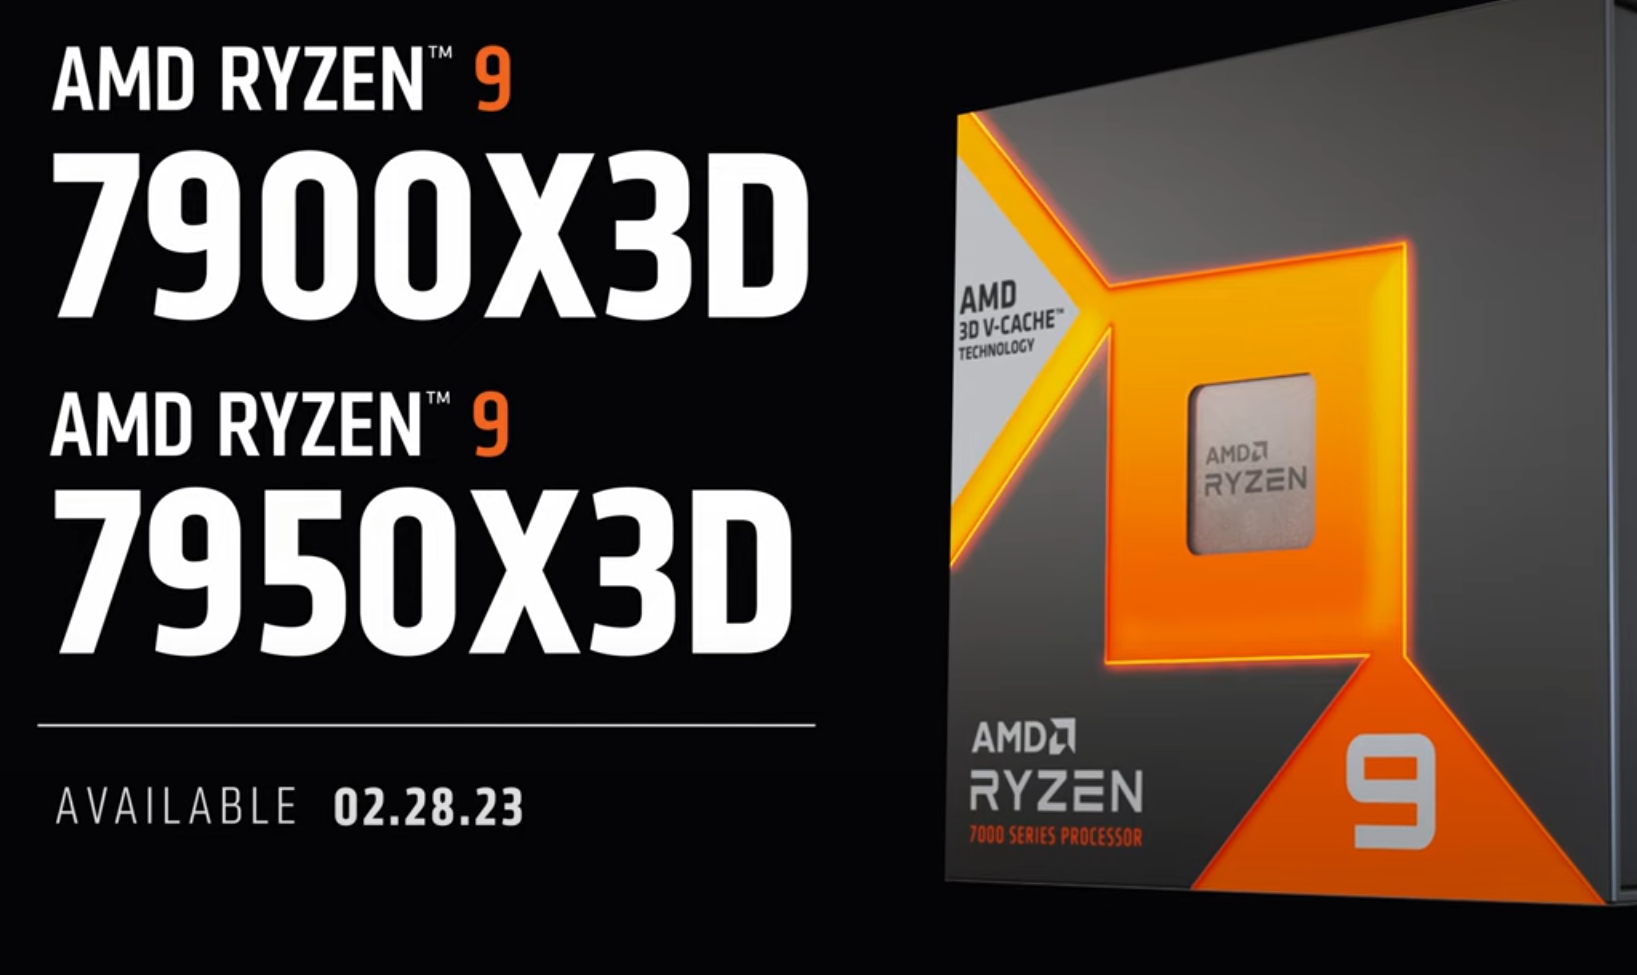 AMD RYZEN™ 9
7900X3D
AMD RYZEN™ 9
7950X3D
AVAILABLE 02.28.23
AMD
3D V-CACHE™
TECHNOLOGY
AMD
RYZEN
AMD
RYZEN
7000 SERIES PROCESSOR
9